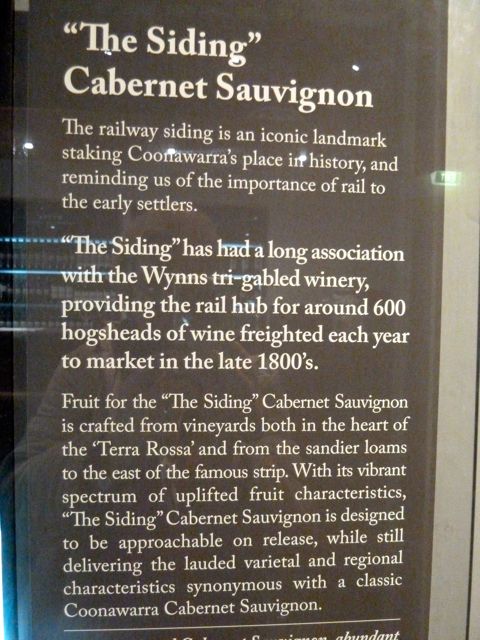 “The Siding”
Cabernet Sauvignon
The railway siding is an iconic landmark
staking Coonawarra’s place in history, and
reminding us of the importance of rail to
the early settlers.
“The Siding” has had a long association
with the Wynns tri-gabled winery,
providing the rail hub for around 600
hogsheads of wine freighted each year
to market in the late 1800’s.
Fruit for the “The Siding” Cabernet Sauvignon
is crafted from vineyards both in the heart of
the ‘Terra Rossa’ and from the sandier loams
to the east of the famous strip. With its vibrant
spectrum of uplifted fruit characteristics,
“The Siding” Cabernet Sauvignon is designed
to be approachable on release, while still
delivering the lauded varietal and regional
characteristics synonymous with a classic
Coonawarra Cabernet Sauvignon.
Cabernet Sauvignon, abundant